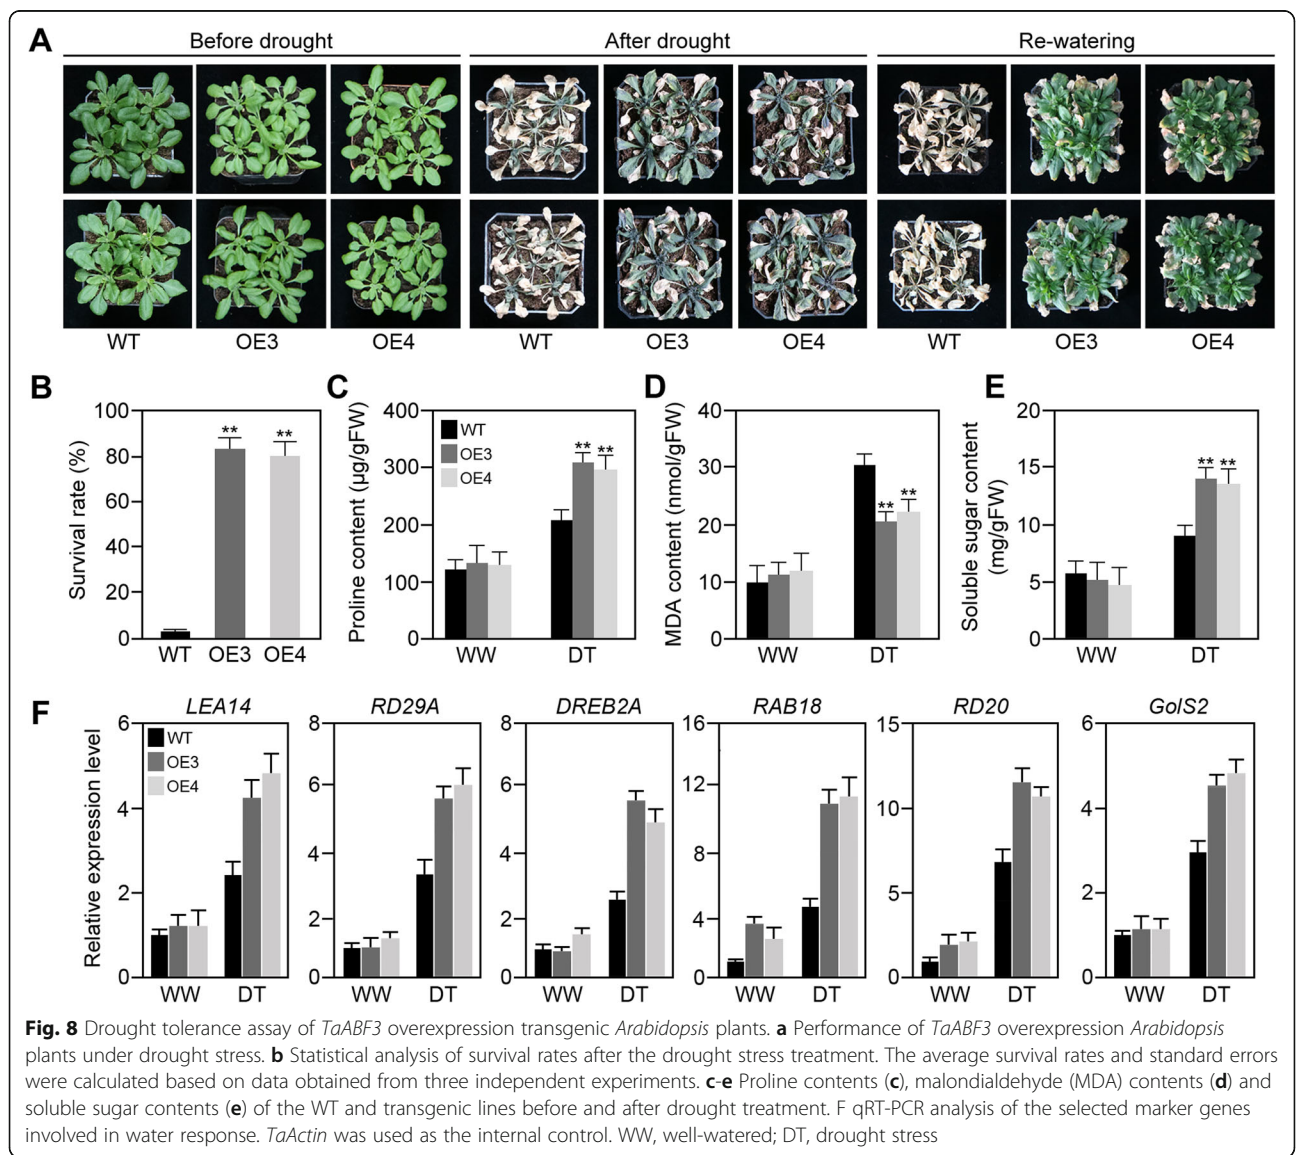 A
Before drought
After drought
Re-watering
WT
OE3
OE4
WT
OE3
OE4
WT
OE3
OE4
B
Survival rate (%)
100
80
60
40
20
0
**
**
WT
OE3
OE4
C
Proline content (µg/gFW)
400
300
200
100
0
WT
OE3
OE4
** **
WW
DT
D
MDA content (nmol/gFW)
40
30
20
10
0
**
**
WW
DT
E
Soluble sugar content
(mg/gFW)
20
15
10
5
0
** **
WW
DT
F
Relative expression level
LEA14
6
4
2
0
WT
OE3
OE4
WW
DT
RD29A
8
6
4
2
0
WW
DT
DREB2A
8
6
4
2
0
WW
DT
RAB18
16
12
8
4
0
WW
DT
RD20
15
10
5
0
WW
DT
GolS2
6
4
2
0
WW
DT
Fig. 8 Drought tolerance assay of TaABF3 overexpression transgenic Arabidopsis plants. a Performance of TaABF3 overexpression Arabidopsis
plants under drought stress. b Statistical analysis of survival rates after the drought stress treatment. The average survival rates and standard errors
were calculated based on data obtained from three independent experiments. c-e Proline contents (c), malondialdehyde (MDA) contents (d) and
soluble sugar contents (e) of the WT and transgenic lines before and after drought treatment. F qRT-PCR analysis of the selected marker genes
involved in water response. TaActin was used as the internal control. WW, well-watered; DT, drought stress